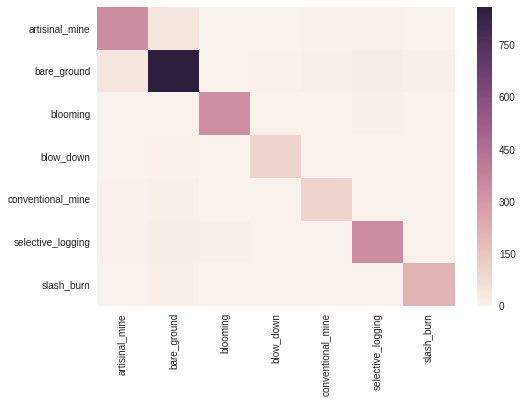 artisinal_mine
bare_ground
blooming
blow_down
conventional_mine
selective_logging
slash_burn
artisinal_mine
bare_ground
blooming
blow_down
conventional_mine
selective_logging
slash_burn
750
600
450
300
150
0